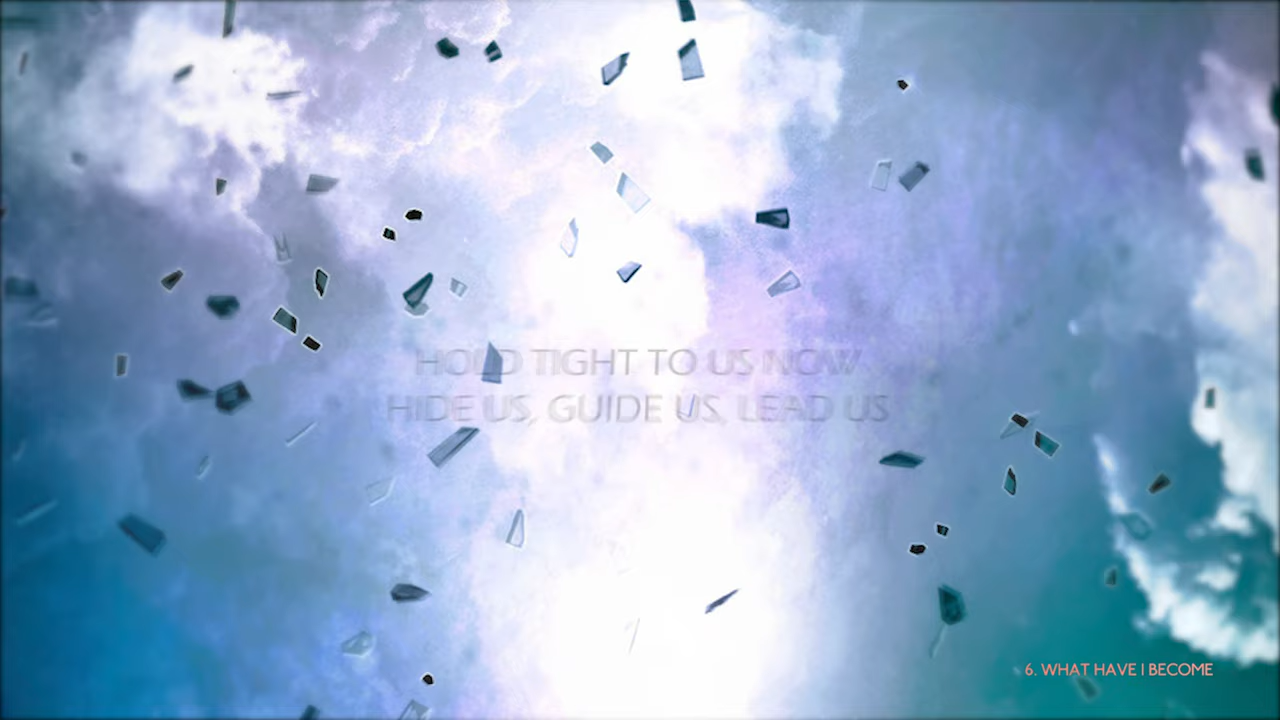 HOLD TIGHT TO US NOW
HIDE US, GUIDE US, LEAD US
6. WHAT HAVE I BECOME